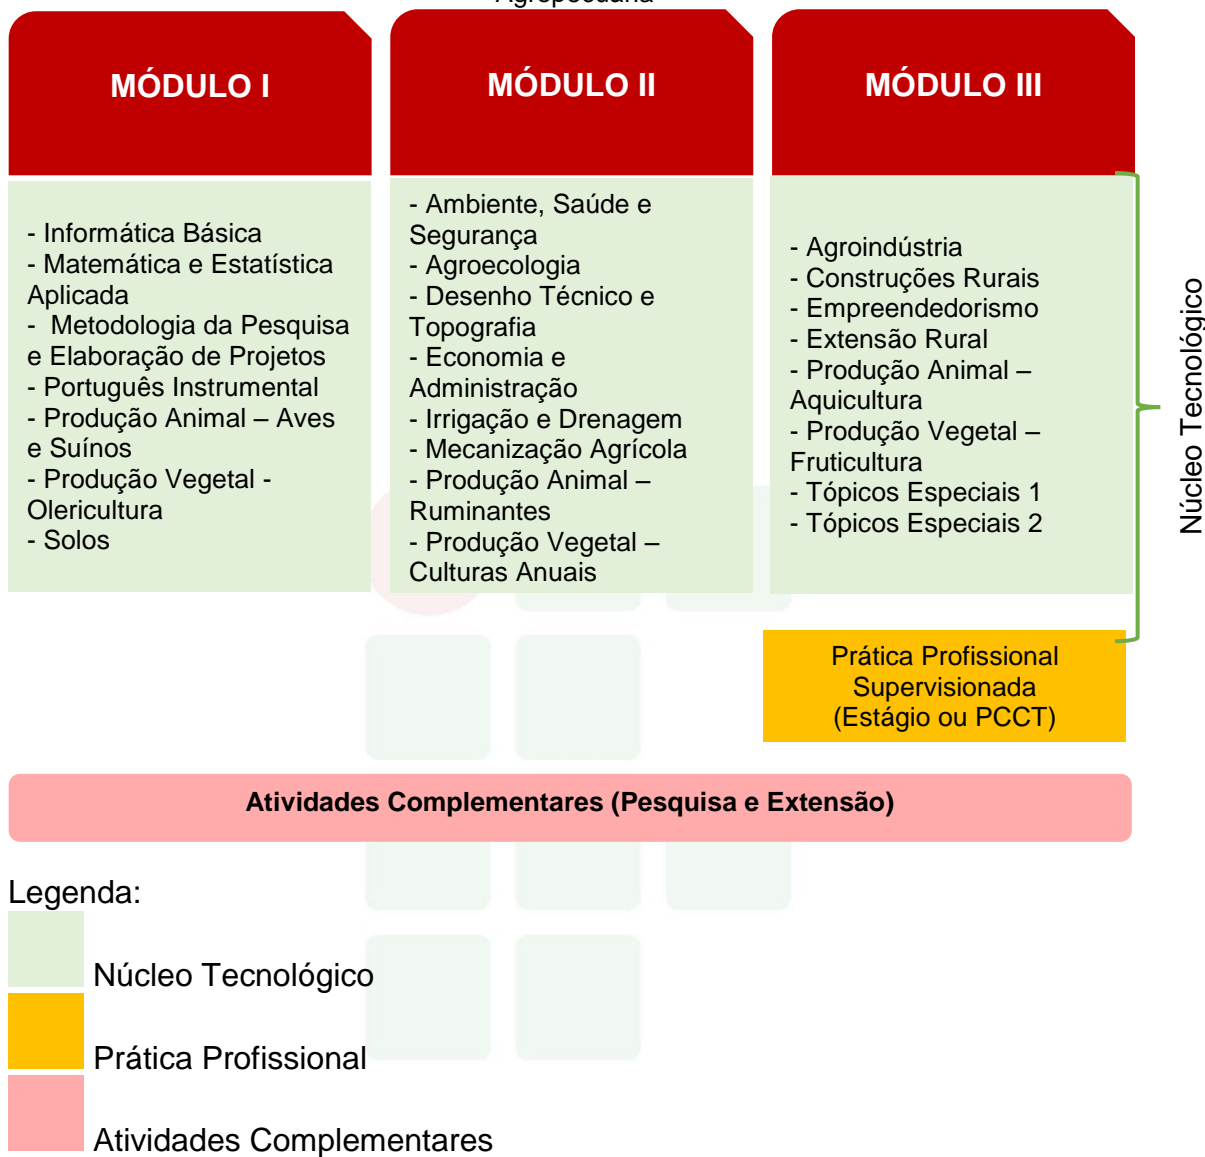 Agropecuária
MÓDULO I
- Informática Básica
- Matemática e Estatística
Aplicada
- Metodologia da Pesquisa
e Elaboração de Projetos
- Português Instrumental
- Produção Animal – Aves
e Suínos
- Produção Vegetal -
Olericultura
- Solos
MÓDULO II
- Ambiente, Saúde e
Segurança
- Agroecologia
- Desenho Técnico e
Topografia
- Economia e
Administração
- Irrigação e Drenagem
- Mecanização Agrícola
- Produção Animal –
Ruminantes
- Produção Vegetal –
Culturas Anuais
MÓDULO III
- Agroindústria
- Construções Rurais
- Empreendedorismo
- Extensão Rural
- Produção Animal –
Aquicultura
- Produção Vegetal –
Fruticultura
- Tópicos Especiais 1
- Tópicos Especiais 2
Núcleo Tecnológico
Prática Profissional
Supervisionada
(Estágio ou PCCT)
Atividades Complementares (Pesquisa e Extensão)
Legenda:
Núcleo Tecnológico
Prática Profissional
Atividades Complementares